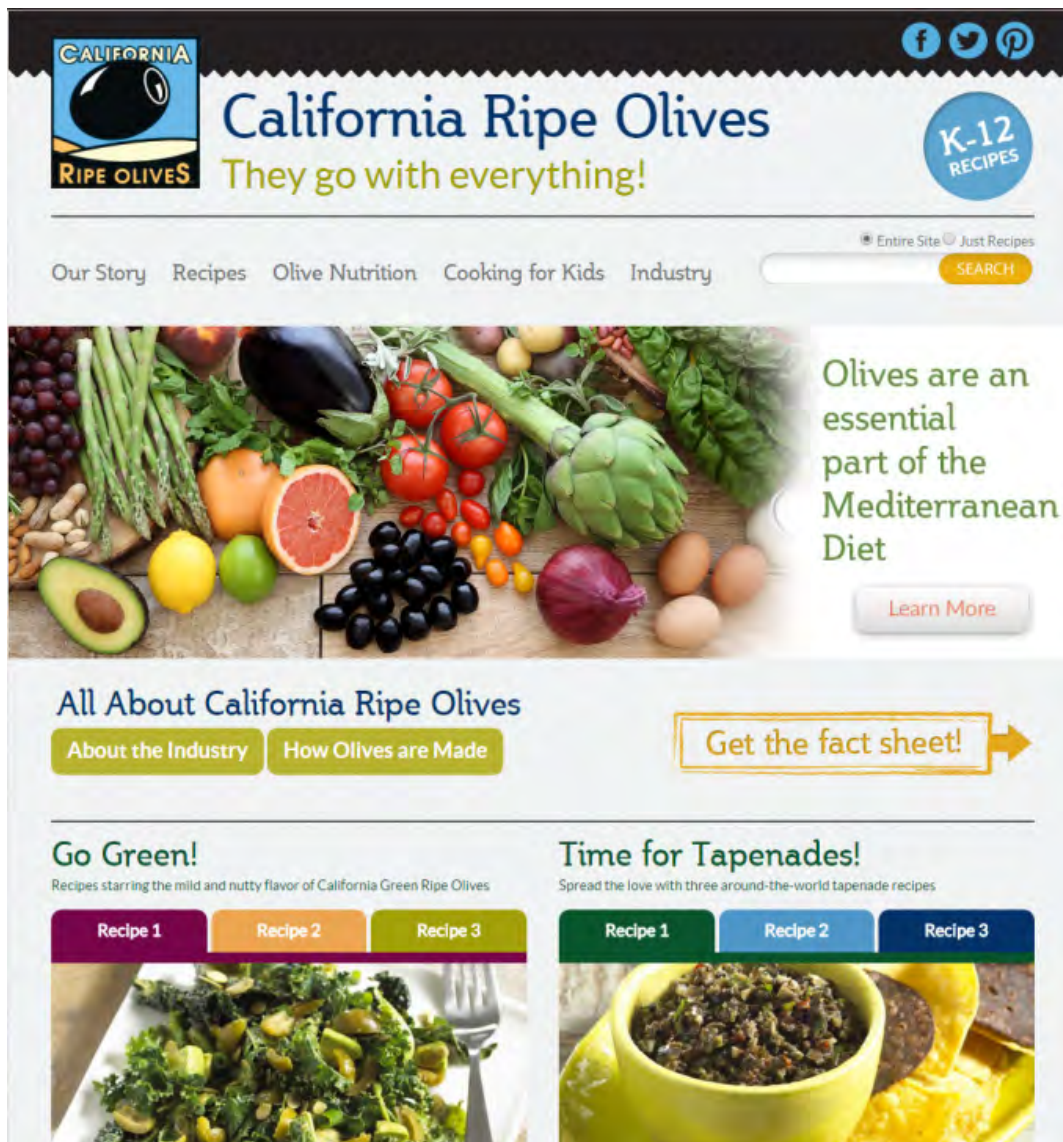 CALIFORNIA
RIPE OLIVES
California Ripe Olives
They go with everything!
K-12
RECIPES
Entire Site Just Recipes
Our Story Recipes Olive Nutrition Cooking for Kids Industry
SEARCH
Olives are an
essential
part of the
Mediterranean
Diet
Learn More
All About California Ripe Olives
About the Industry How Olives are Made
Get the fact sheet!
Go Green!
Recipes starring the mild and nutty flavor of California Green Ripe Olives
Recipe 1 Recipe 2 Recipe 3
Time for Tapenades!
Spread the love with three around-the-world tapenade recipes
Recipe 1 Recipe 2 Recipe 3